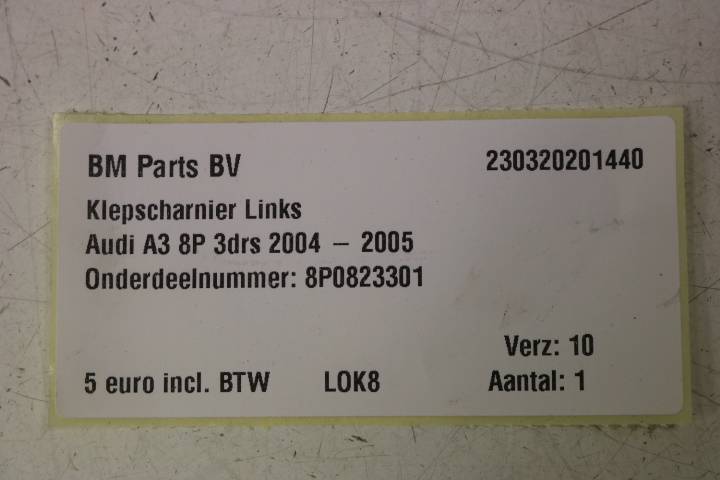 BM Parts BV 230320201440
Klepscharnier Links
Audi A3 8P 3drs 2004 – 2005
Onderdeelnummer: 8P0823301
Verz: 10
5 euro incl. BTW LOK8 Aantal: 1